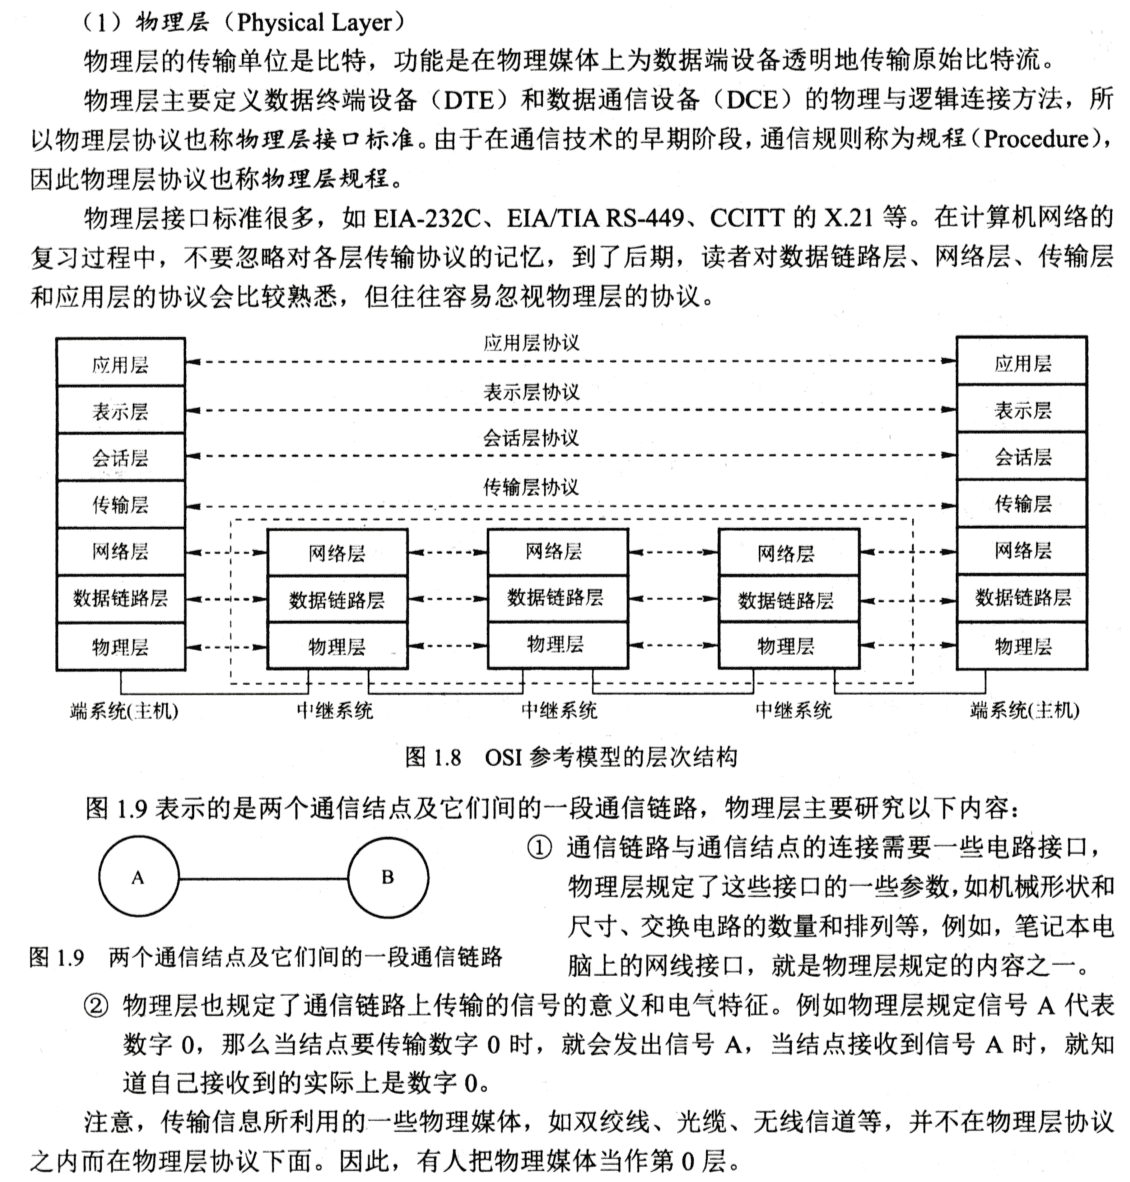 （1）物理层（Physical Layer）
物理层的传输单位是比特，功能是在物理媒体上为数据端设备透明地传输原始比特流。
物理层主要定义数据终端设备（DTE）和数据通信设备（DCE）的物理与逻辑连接方法，所
以物理层协议也称物理层接口标准。由于在通信技术的早期阶段，通信规则称为规程（Procedure），
因此物理层协议也称物理层规程。
物理层接口标准很多，如 EIA-232C、EIA/TIA RS-449、CCITT 的 X.21 等。在计算机网络的
复习过程中，不要忽略对各层传输协议的记忆，到了后期，读者对数据链路层、网络层、传输层
和应用层的协议会比较熟悉，但往往容易忽视物理层的协议。
应用层 应用层协议 应用层
表示层 表示层协议 表示层
会话层 会话层协议 会话层
传输层 传输层协议 传输层
网络层 网络层 网络层 网络层 网络层
数据链路层 数据链路层 数据链路层 数据链路层 数据链路层
物理层 物理层 物理层 物理层 物理层
端系统(主机) 中继系统 中继系统 中继系统 端系统(主机)
图 1.8 OSI 参考模型的层次结构
图 1.9 表示的是两个通信结点及它们间的一段通信链路，物理层主要研究以下内容：
A B
图 1.9 两个通信结点及它们间的一段通信链路
① 通信链路与通信结点的连接需要一些电路接口，
物理层规定了这些接口的一些参数，如机械形状和
尺寸、交换电路的数量和排列等，例如，笔记本电
脑上的网线接口，就是物理层规定的内容之一。
② 物理层也规定了通信链路上传输的信号的意义和电气特征。例如物理层规定信号 A 代表
数字 0，那么当结点要传输数字 0 时，就会发出信号 A，当结点接收到信号 A 时，就知
道自己接收到的实际上是数字 0。
注意，传输信息所利用的一些物理媒体，如双绞线、光缆、无线信道等，并不在物理层协议
之内而在物理层协议下面。因此，有人把物理媒体当作第 0 层。